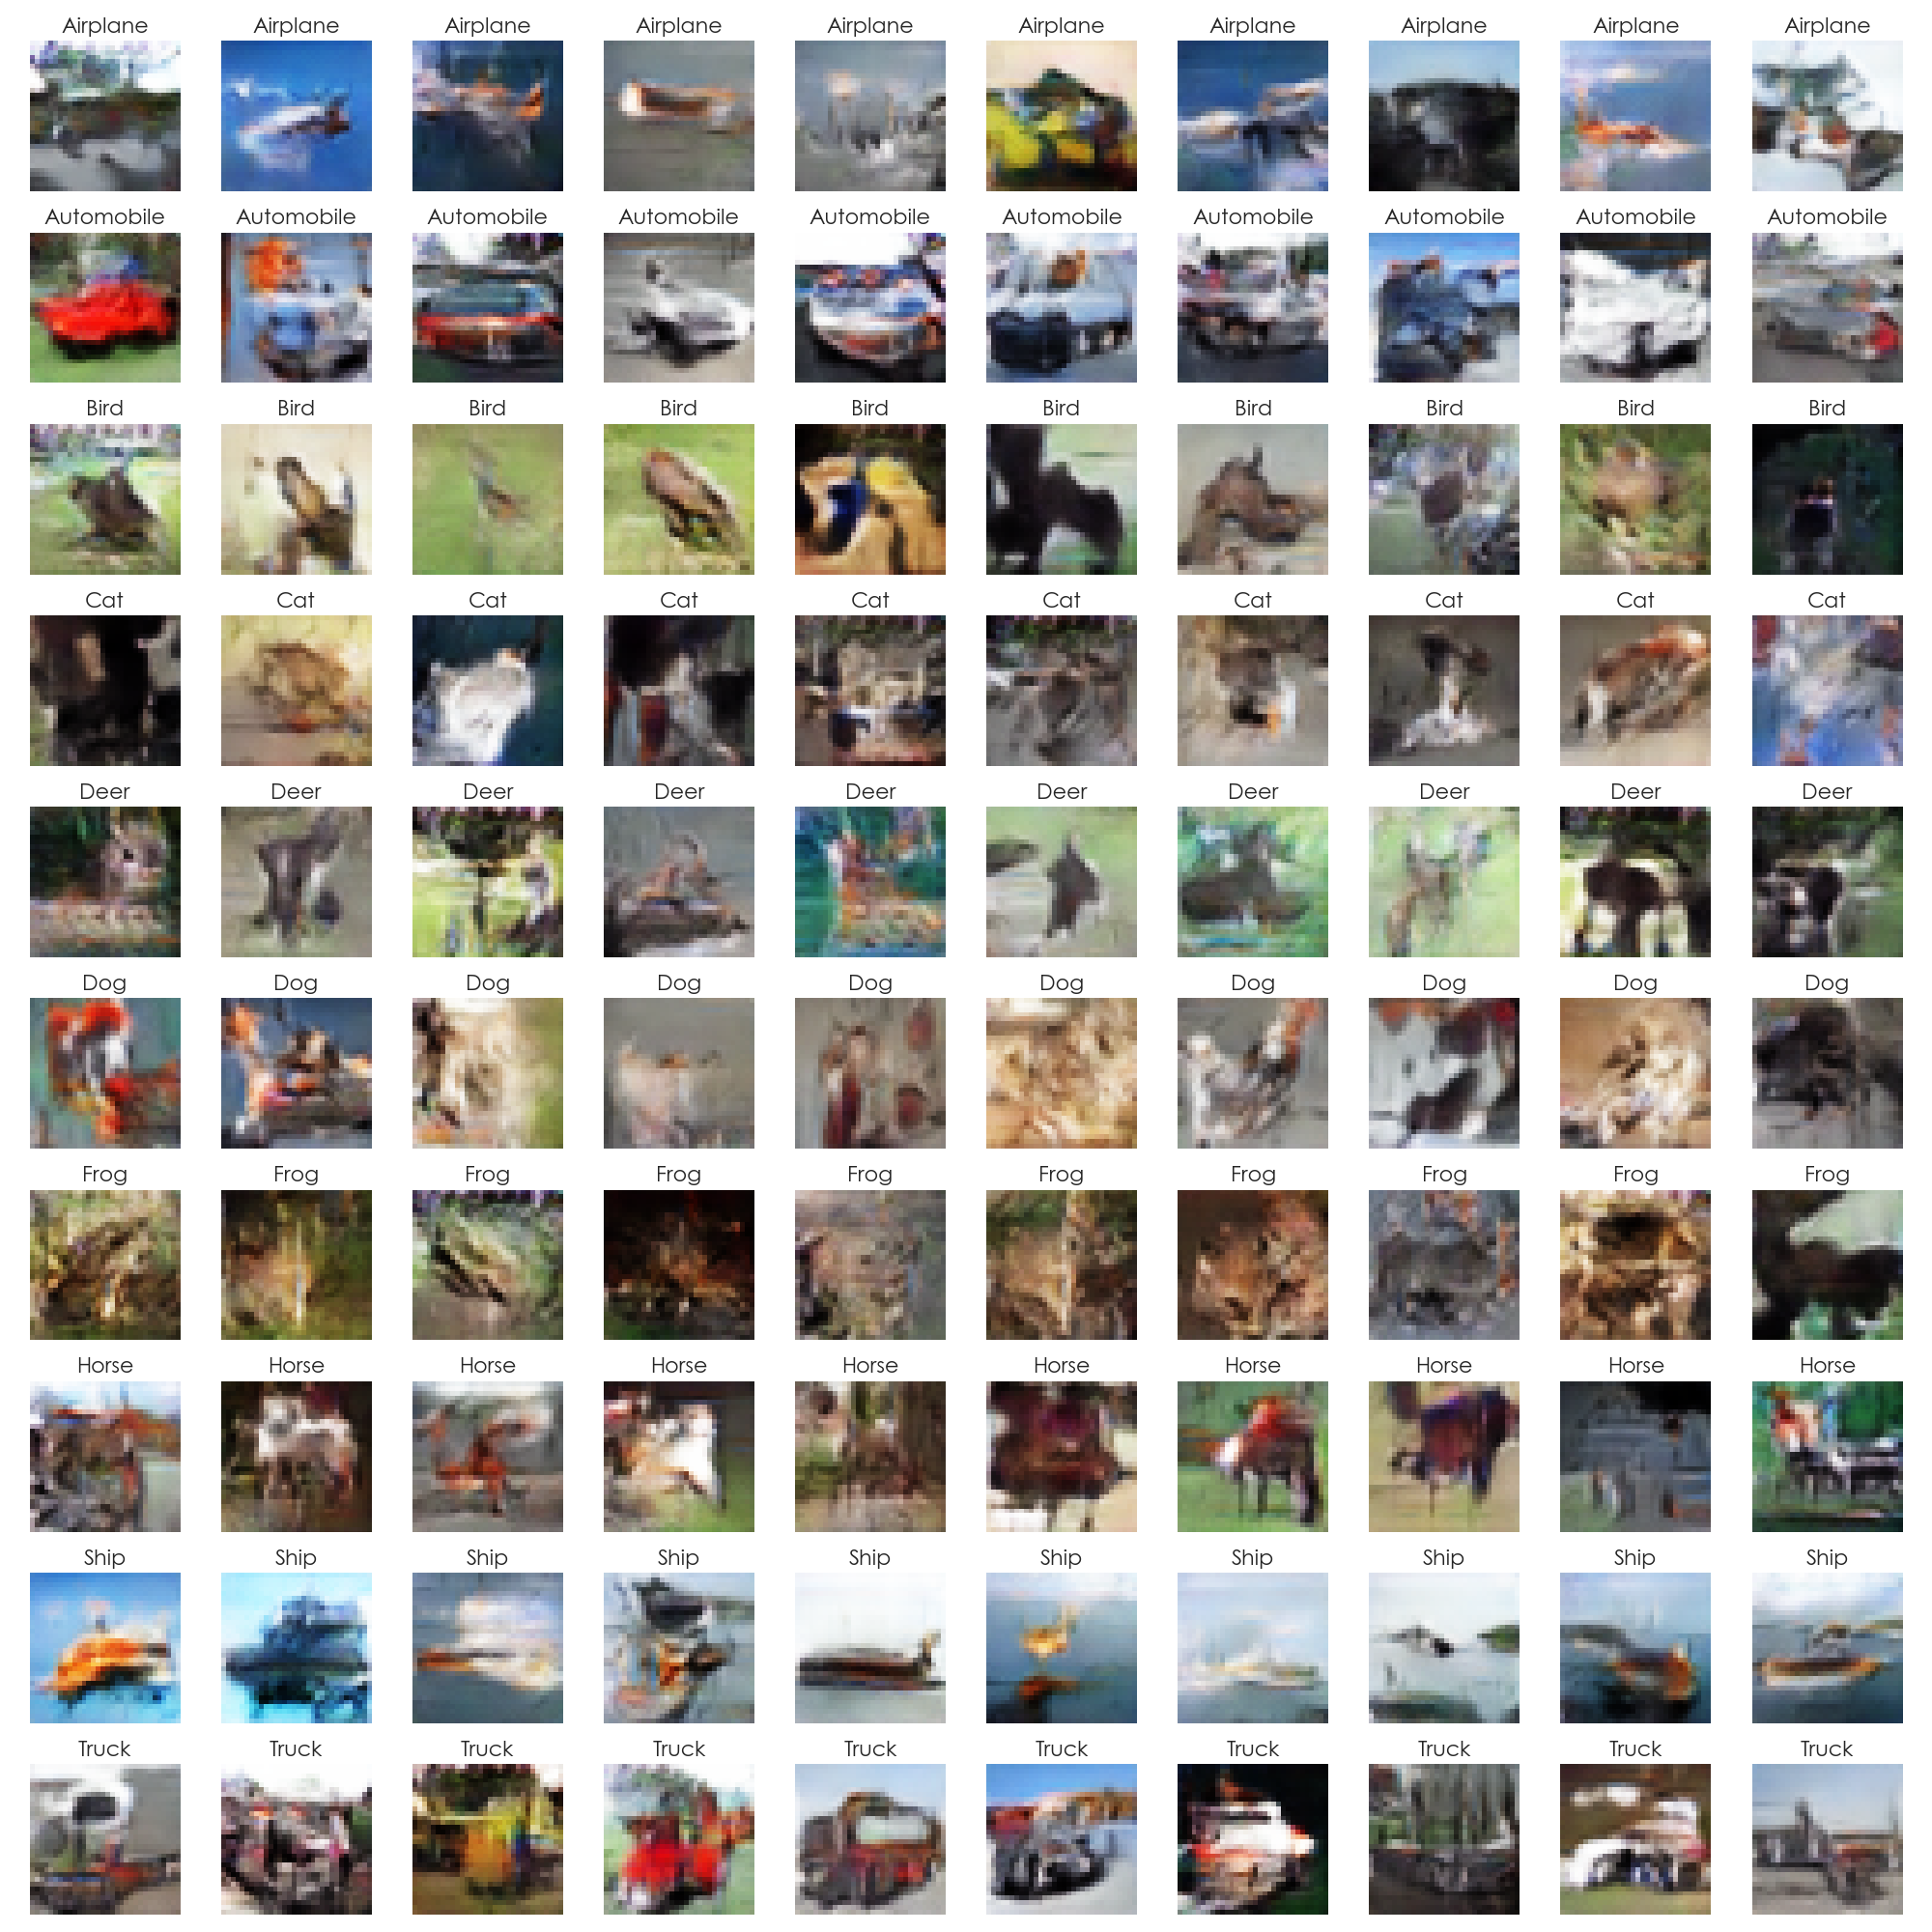 Airplane Airplane Airplane Airplane Airplane Airplane Airplane Airplane Airplane Airplane
Automobile Automobile Automobile Automobile Automobile Automobile Automobile Automobile Automobile Automobile
Bird Bird Bird Bird Bird Bird Bird Bird Bird Bird
Cat Cat Cat Cat Cat Cat Cat Cat Cat Cat
Deer Deer Deer Deer Deer Deer Deer Deer Deer Deer
Dog Dog Dog Dog Dog Dog Dog Dog Dog Dog
Frog Frog Frog Frog Frog Frog Frog Frog Frog Frog
Horse Horse Horse Horse Horse Horse Horse Horse Horse Horse
Ship Ship Ship Ship Ship Ship Ship Ship Ship Ship
Truck Truck Truck Truck Truck Truck Truck Truck Truck Truck